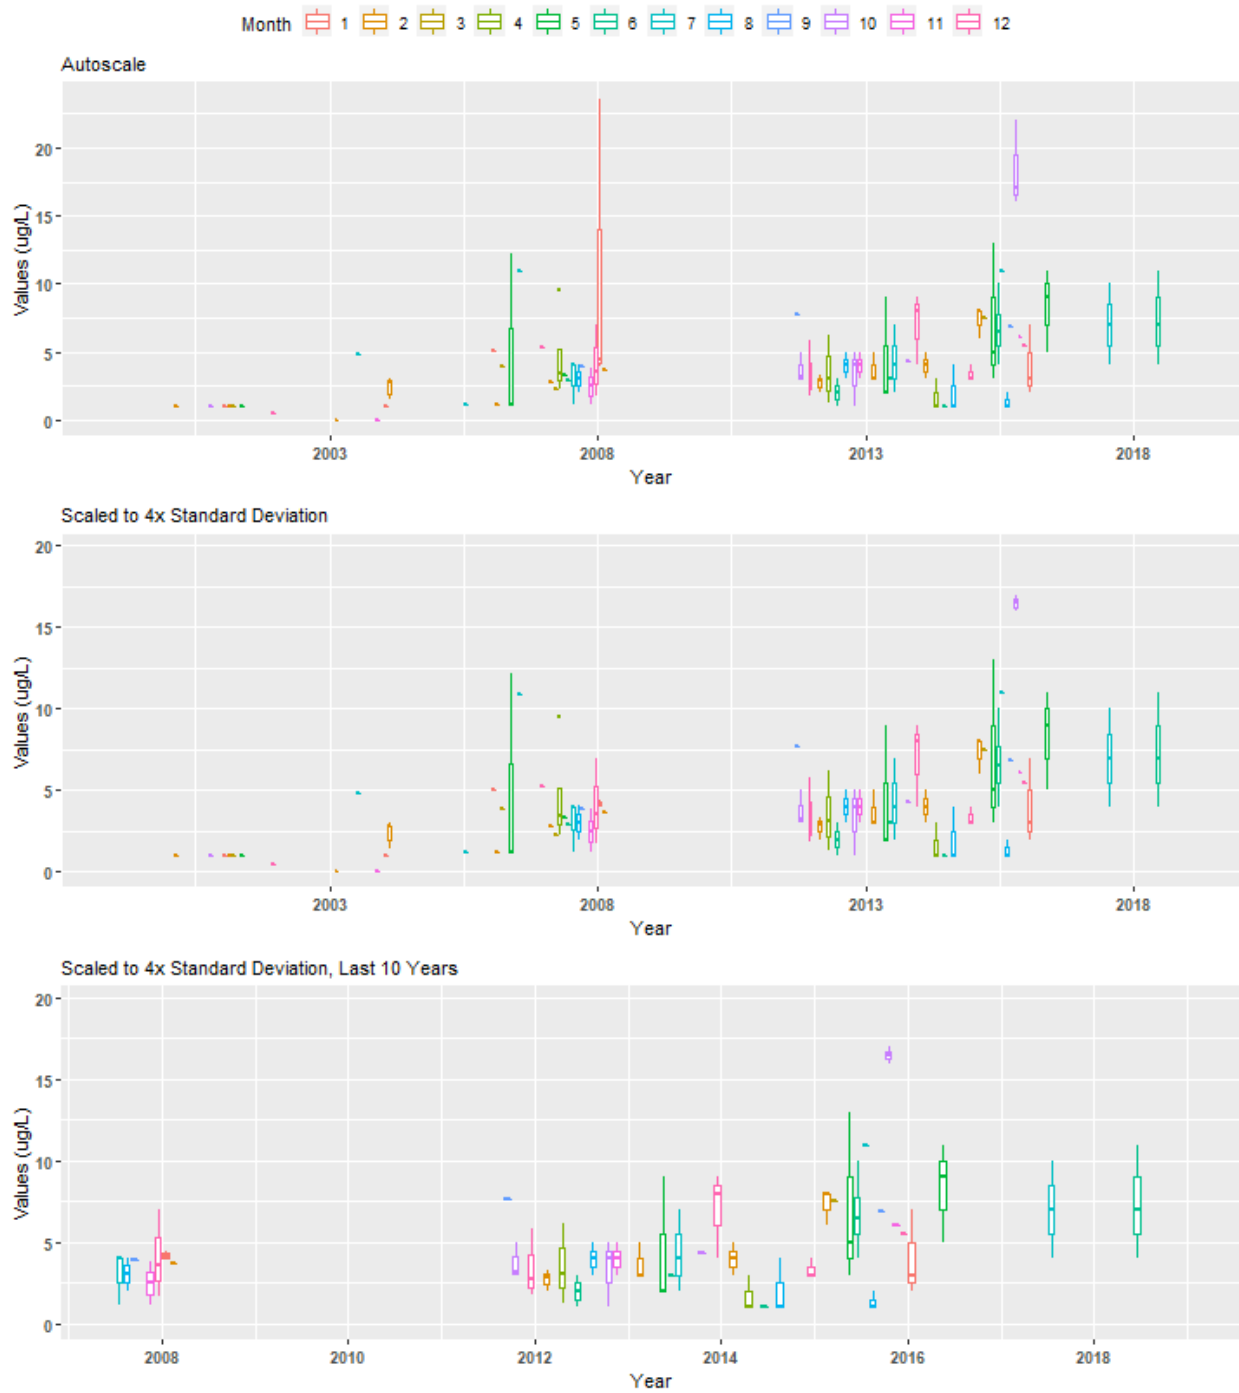 Month 1 2 3 4 5 6 7 8 9 10 11 12
Autoscale
20
15
10
5
0
Values (ug/L)
2003 2008 2013 2018
Year
Scaled to 4x Standard Deviation
20
15
10
5
0
Values (ug/L)
2003 2008 2013 2018
Year
Scaled to 4x Standard Deviation, Last 10 Years
20
15
10
5
0
Values (ug/L)
2008 2010 2012 2014 2016 2018
Year